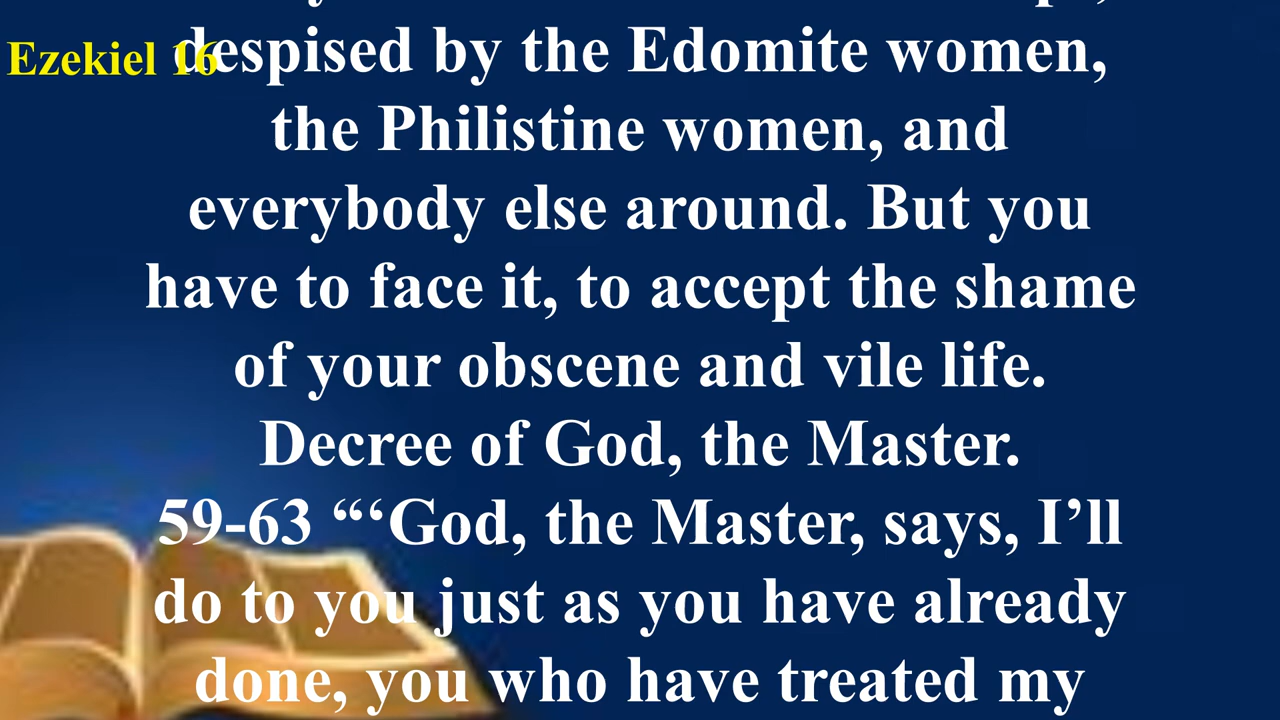 Ezekiel 16
despised by the Edomite women,
the Philistine women, and
everybody else around. But you
have to face it, to accept the shame
of your obscene and vile life.
Decree of God, the Master.
59-63 “‘God, the Master, says, I’ll
do to you just as you have already
done, you who have treated my